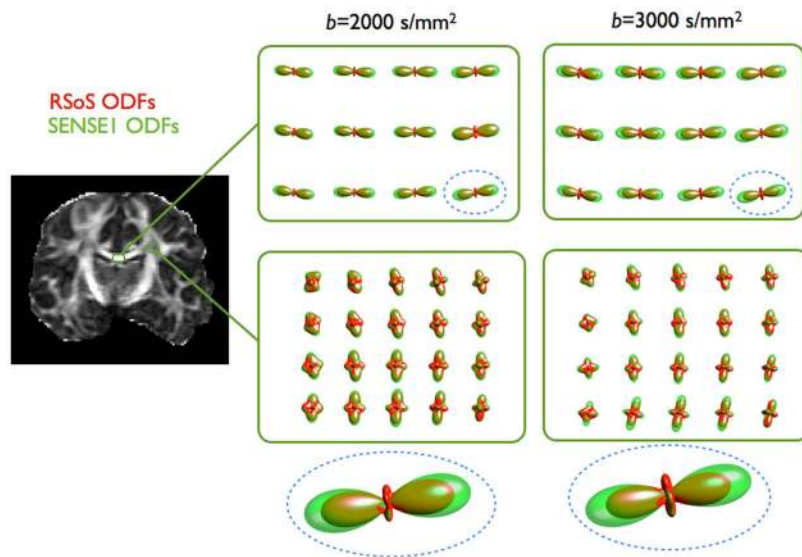 b=2000 s/mm²
b=3000 s/mm²
RSoS ODFs
SENSE1 ODFs